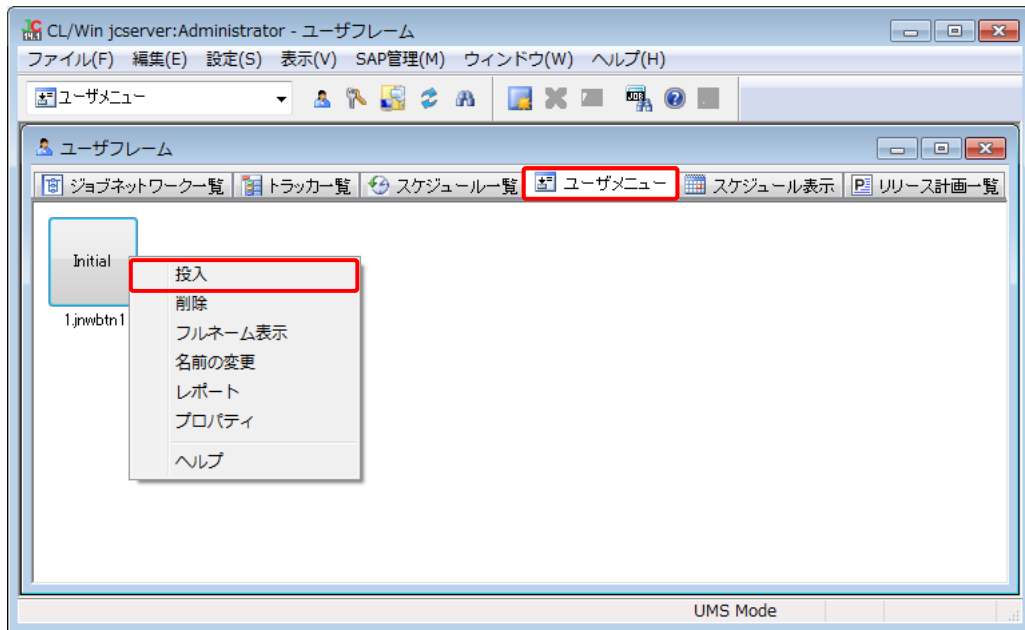 CL/Win jcserver:Administrator - ユーザフレーム
ファイル(F) 編集(E) 設定(S) 表示(V) SAP管理(M) ウィンドウ(W) ヘルプ(H)
ユーザメニュー
ユーザフレーム
ジョブネットワーク一覧 トラッカ一覧 スケジュール一覧 ユーザメニュー スケジュール表示 リリース計画一覧
Initial
1.jnwbtn1
投入
削除
フルネーム表示
名前の変更
レポート
プロパティ
ヘルプ
UMS Mode